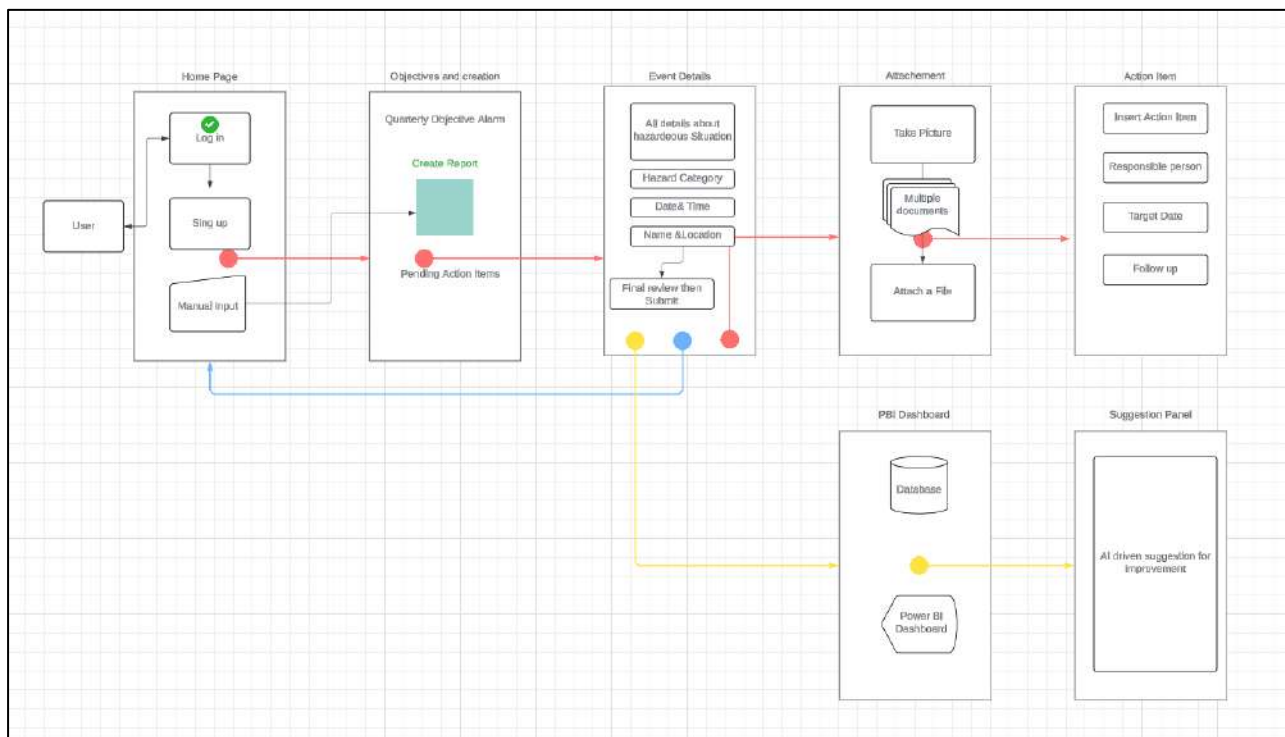 Home Page
Log in
Sing up
Manual Input
User
Objectives and creation
Quarterly Objective Alarm
Create Report
Pending Action Items
Event Details
All details about
hazardeous Situation
Hazard Category
Date& Time
Name &Location
Final review then
Submit
Attachement
Take Picture
Multiple
documents
Attach a File
Action Item
Insert Action Item
Responsible person
Target Date
Follow up
PBI Dashboard
Database
Power BI
Dashboard
Suggestion Panel
AI driven suggestion for
improvement